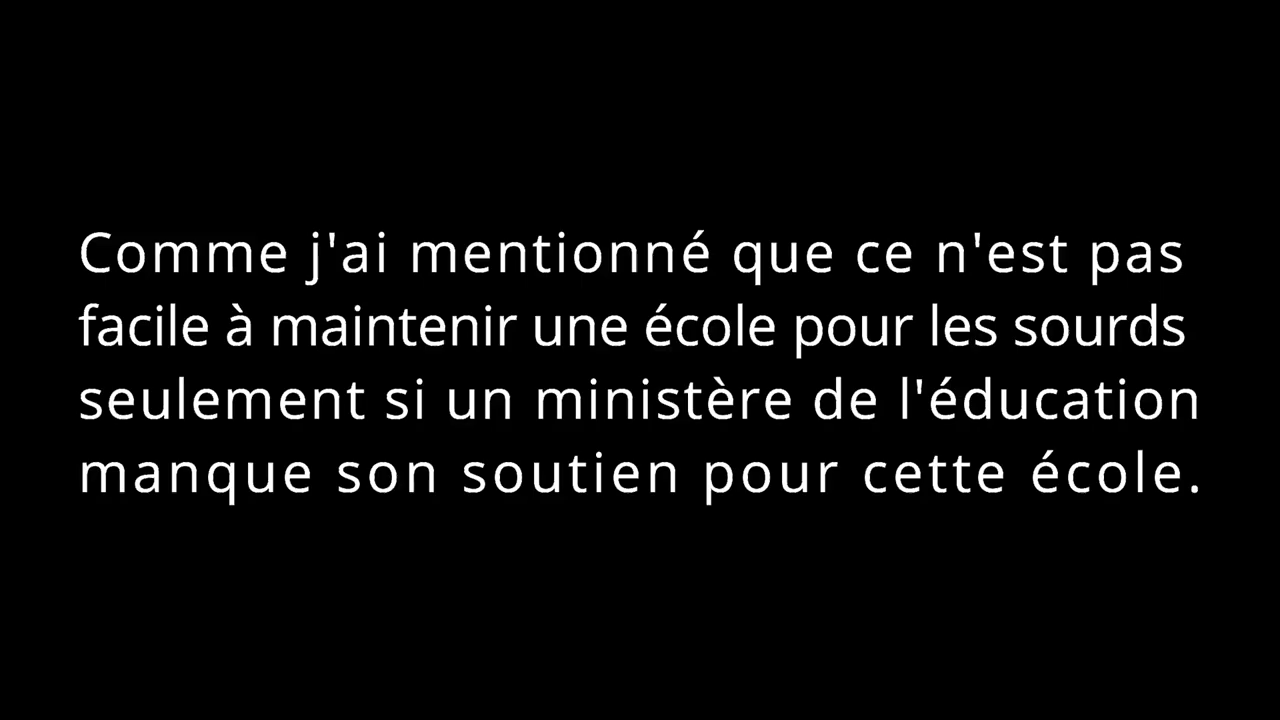 Comme j'ai mentionné que ce n'est pas
facile à maintenir une école pour les sourds
seulement si un ministère de l'éducation
manque son soutien pour cette école.